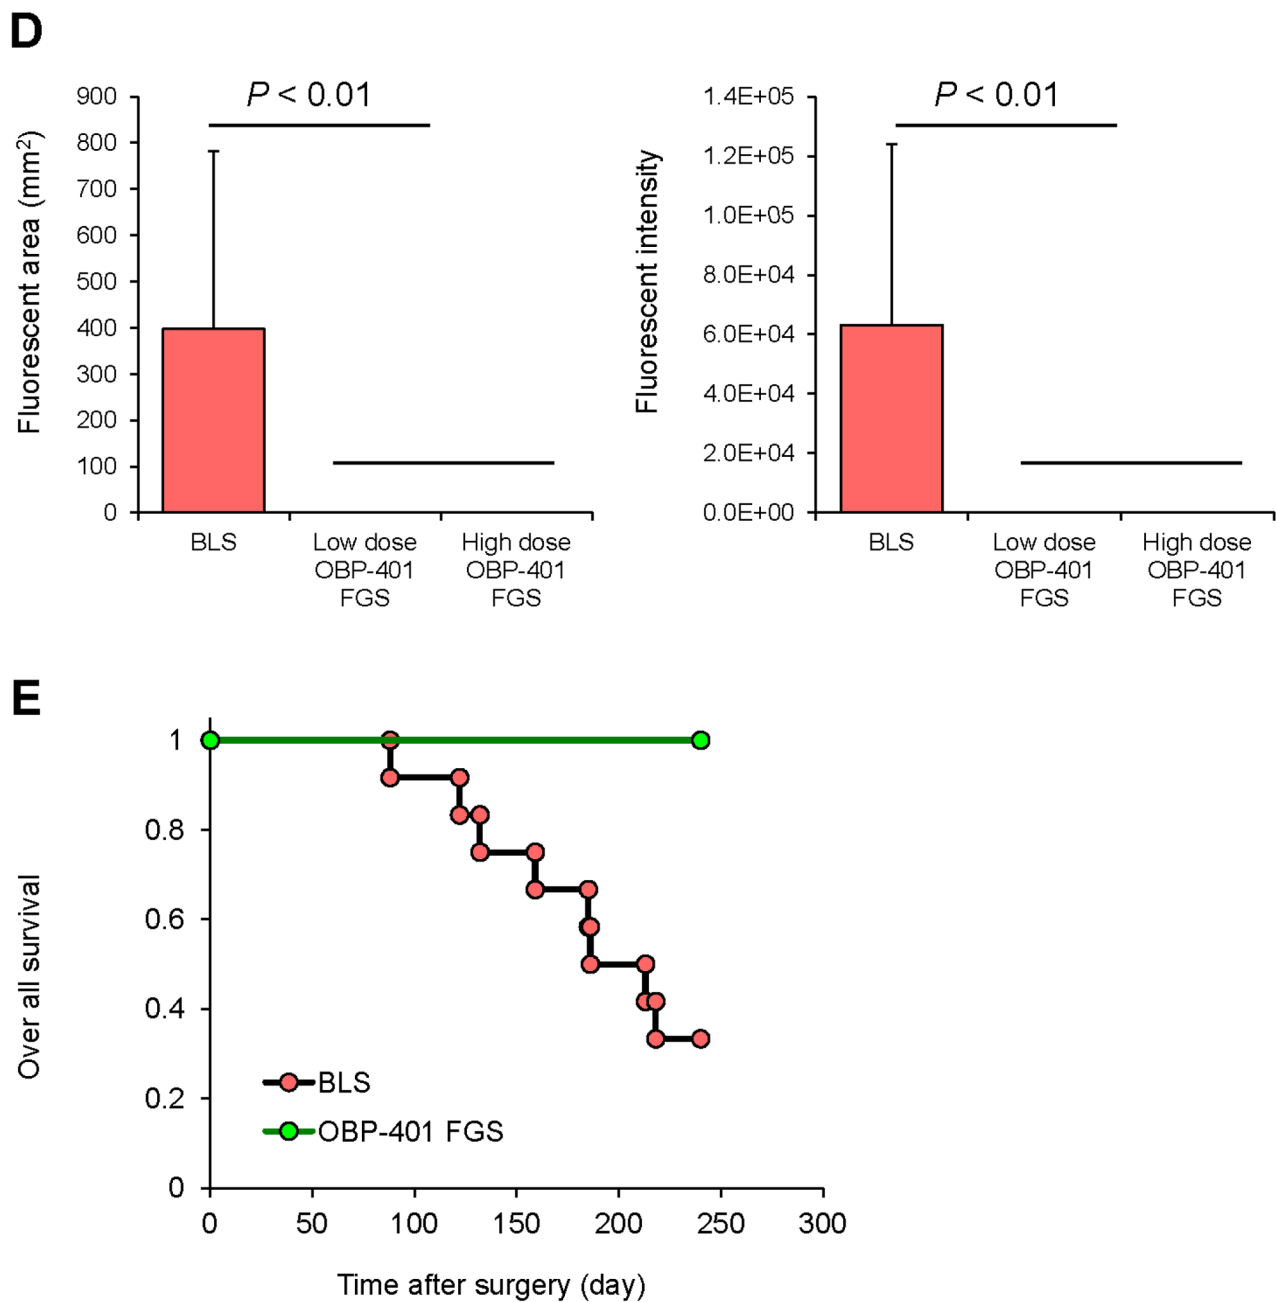 D
P < 0.01
Fluorescent area (mm²)
900
800
700
600
500
400
300
200
100
0
BLS
Low dose
OBP-401
FGS
High dose
OBP-401
FGS
P < 0.01
Fluorescent intensity
1.4E+05
1.2E+05
1.0E+05
8.0E+04
6.0E+04
4.0E+04
2.0E+04
0.0E+00
BLS
Low dose
OBP-401
FGS
High dose
OBP-401
FGS
E
Over all survival
1
0.8
0.6
0.4
0.2
0
BLS
OBP-401 FGS
0 50 100 150 200 250 300
Time after surgery (day)